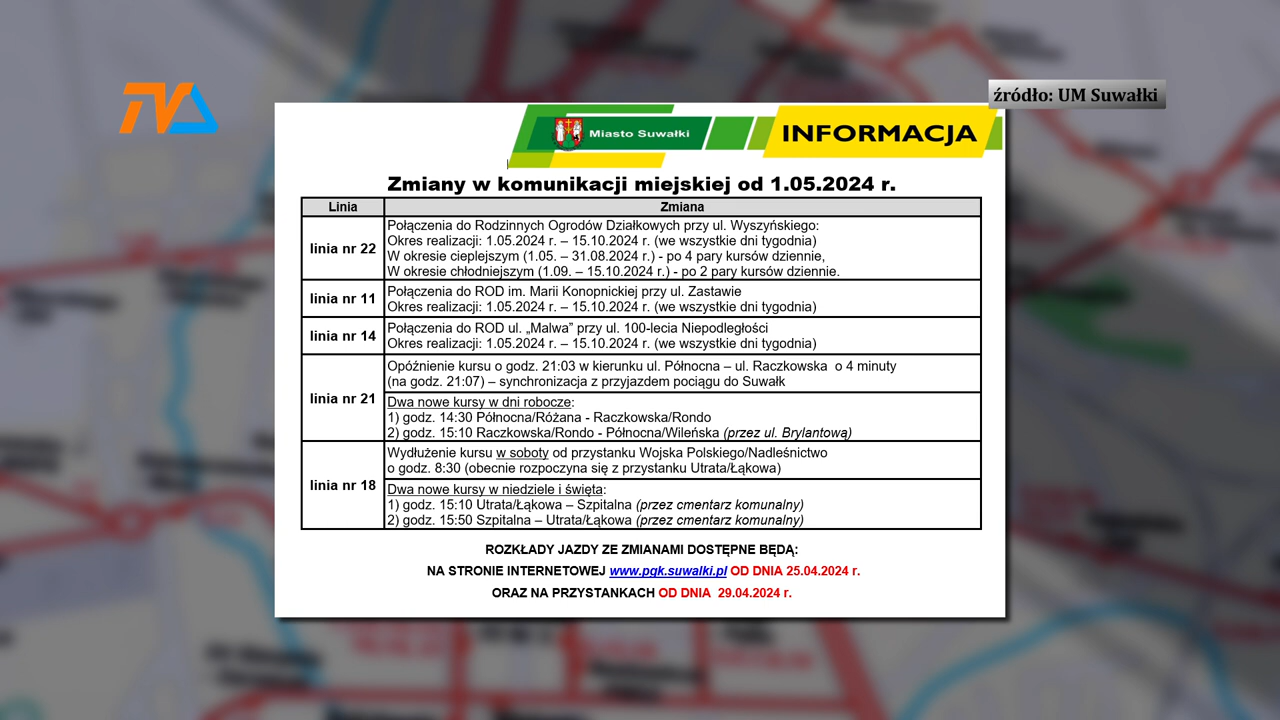 TVA
źródło: UM Suwałki
Miasto Suwałki
INFORMACJA
Zmiany w komunikacji miejskiej od 1.05.2024 r.
Linia Zmiana
linia nr 22
Połączenia do Rodzinnych Ogrodów Działkowych przy ul. Wyszyńskiego:
Okres realizacji: 1.05.2024 r. – 15.10.2024 r. (we wszystkie dni tygodnia)
W okresie cieplejszym (1.05. – 31.08.2024 r.) - po 4 pary kursów dziennie,
W okresie chłodniejszym (1.09. – 15.10.2024 r.) - po 2 pary kursów dziennie.
linia nr 11
Połączenia do ROD im. Marii Konopnickiej przy ul. Zastawie
Okres realizacji: 1.05.2024 r. – 15.10.2024 r. (we wszystkie dni tygodnia)
linia nr 14
Połączenia do ROD ul. „Malwa” przy ul. 100-lecia Niepodległości
Okres realizacji: 1.05.2024 r. – 15.10.2024 r. (we wszystkie dni tygodnia)
linia nr 21
Opóźnienie kursu o godz. 21:03 w kierunku ul. Północna – ul. Raczkowska o 4 minuty
(na godz. 21:07) – synchronizacja z przyjazdem pociągu do Suwałk
Dwa nowe kursy w dni robocze:
1) godz. 14:30 Północna/Różana - Raczkowska/Rondo
2) godz. 15:10 Raczkowska/Rondo - Północna/Wileńska (przez ul. Brylantową)
linia nr 18
Wydłużenie kursu w soboty od przystanku Wojska Polskiego/Nadleśnictwo
o godz. 8:30 (obecnie rozpoczyna się z przystanku Utrata/Łąkowa)
Dwa nowe kursy w niedziele i święta:
1) godz. 15:10 Utrata/Łąkowa – Szpitalna (przez cmentarz komunalny)
2) godz. 15:50 Szpitalna – Utrata/Łąkowa (przez cmentarz komunalny)
ROZKŁADY JAZDY ZE ZMIANAMI DOSTĘPNE BĘDĄ:
NA STRONIE INTERNETOWEJ www.pgk.suwalki.pl OD DNIA 25.04.2024 r.
ORAZ NA PRZYSTANKACH OD DNIA 29.04.2024 r.